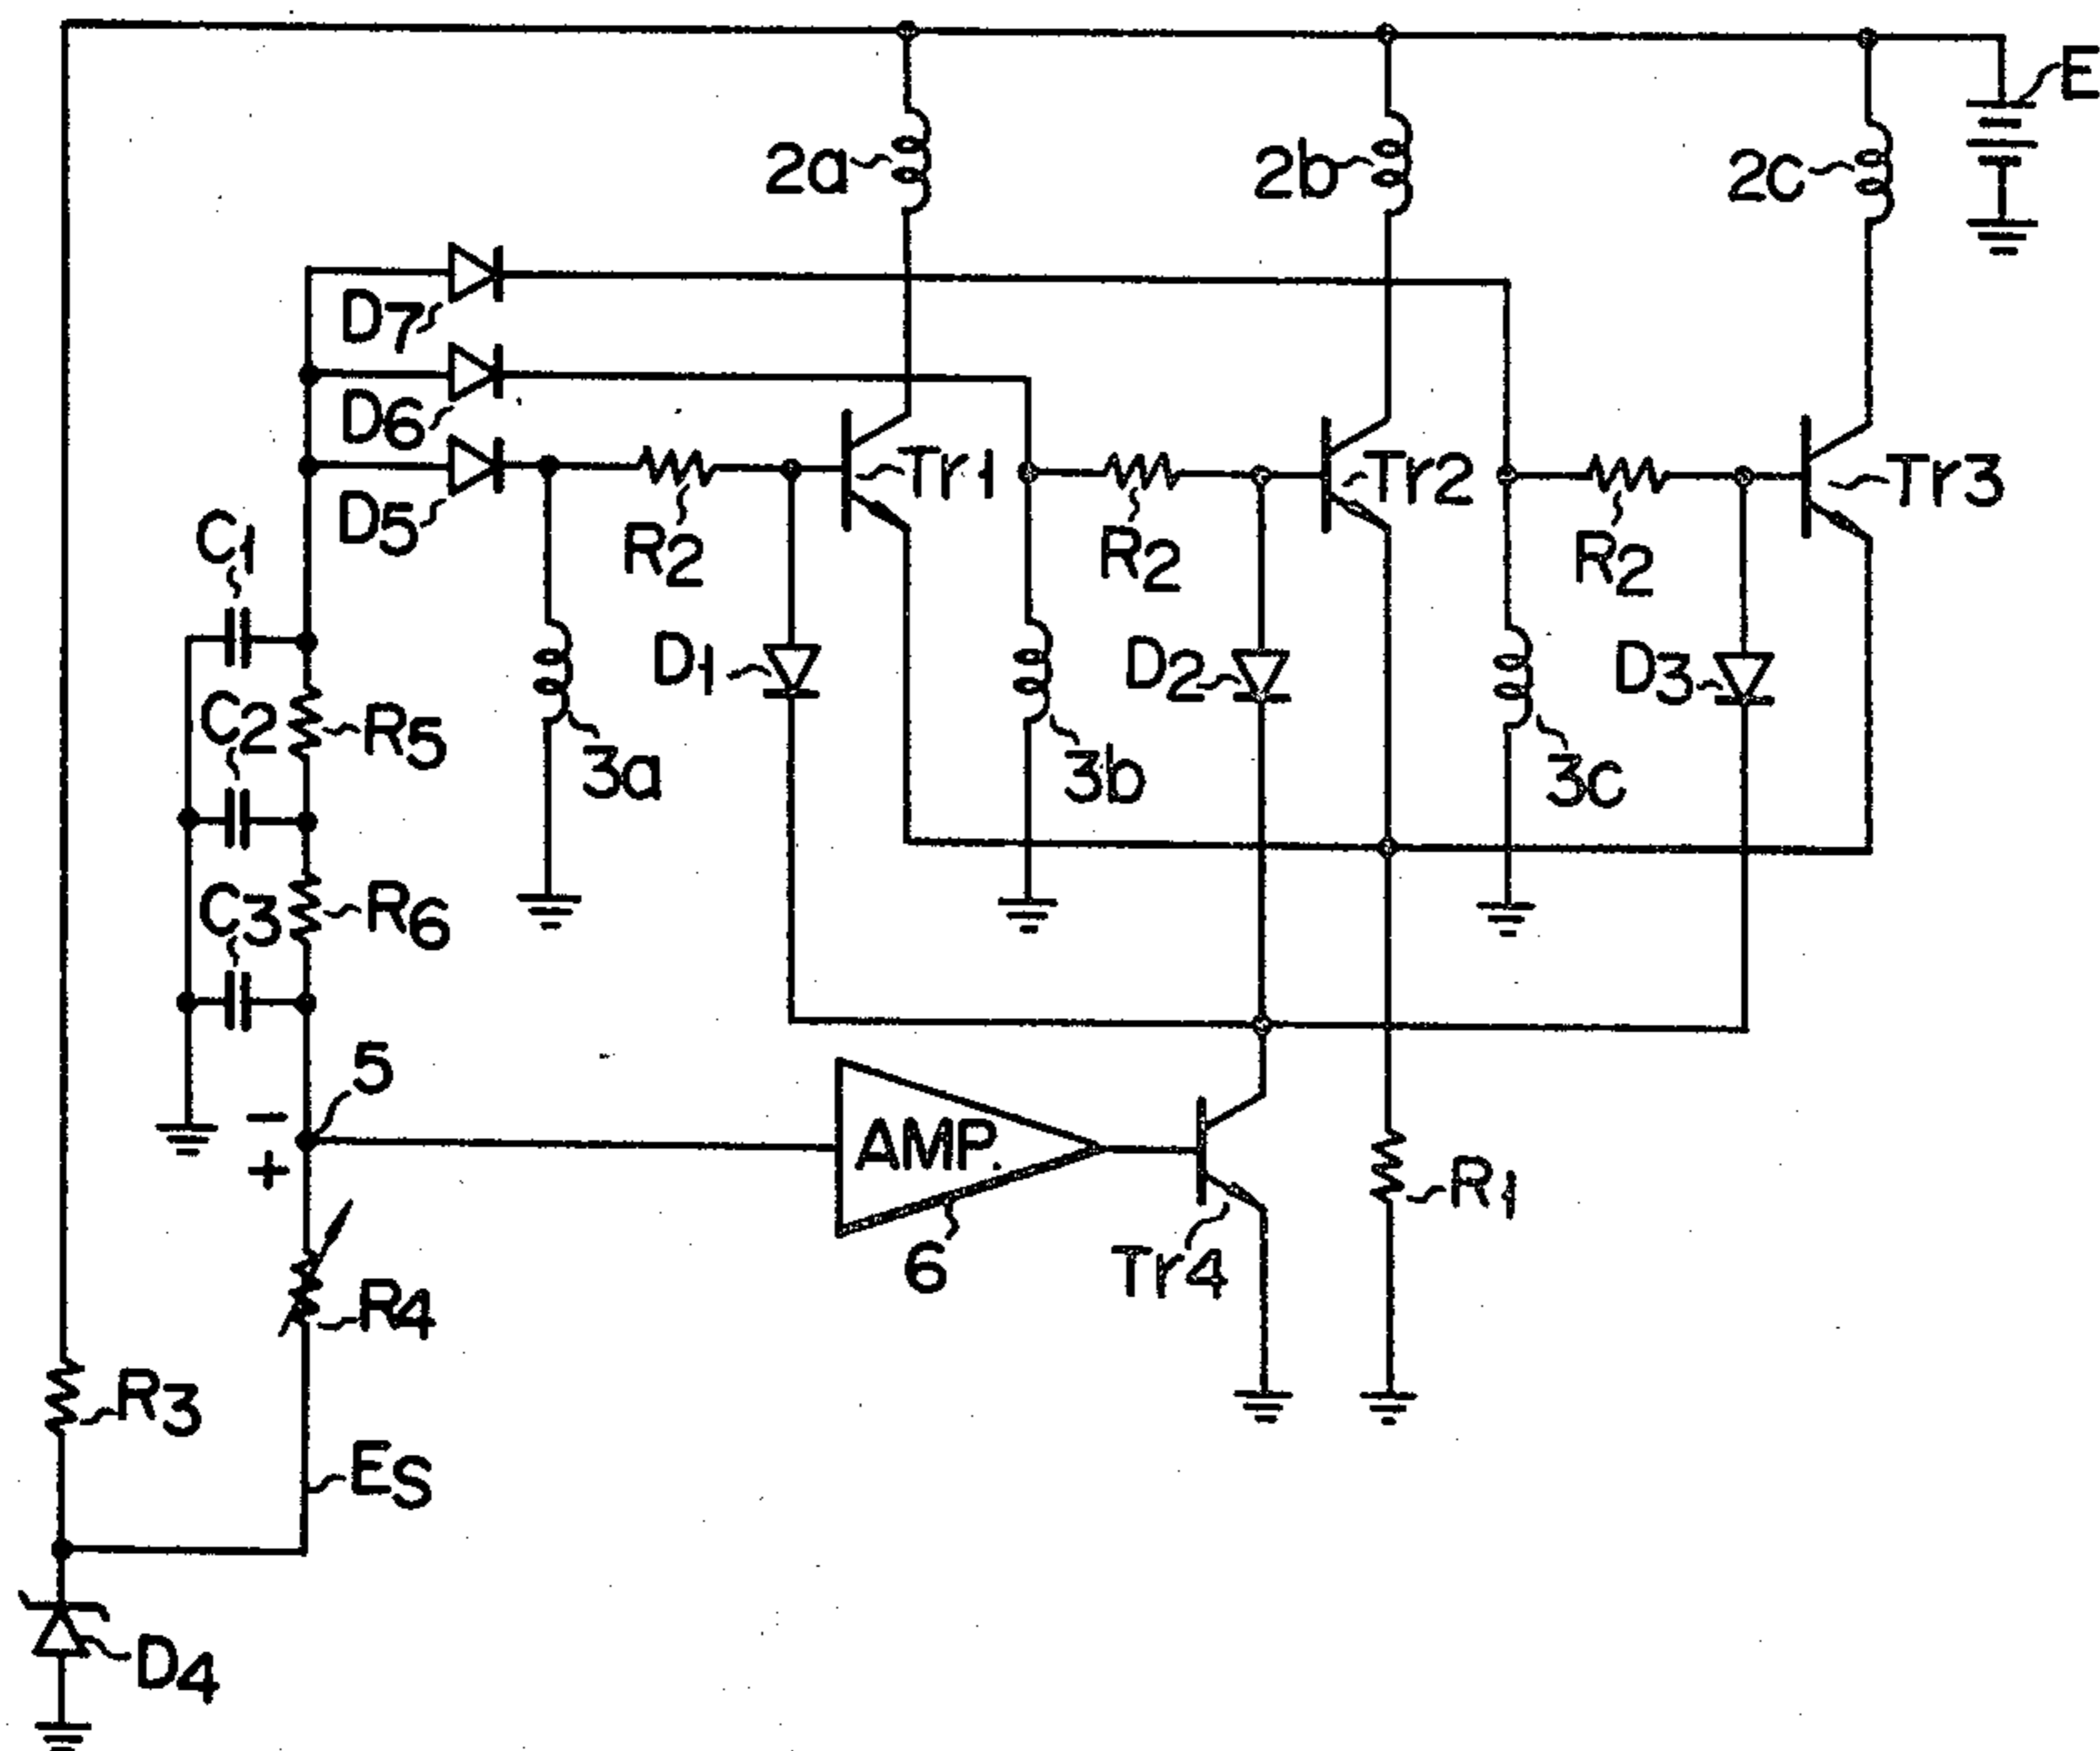 E
2a
2b
2c
D7
D6
D5
Tr1
Tr2
Tr3
C1
R2
R2
R2
D1
D2
D3
C2
R5
3a
3b
3c
C3
R6
5
−
+
AMP.
6
Tr4
R1
R4
R3
ES
D4